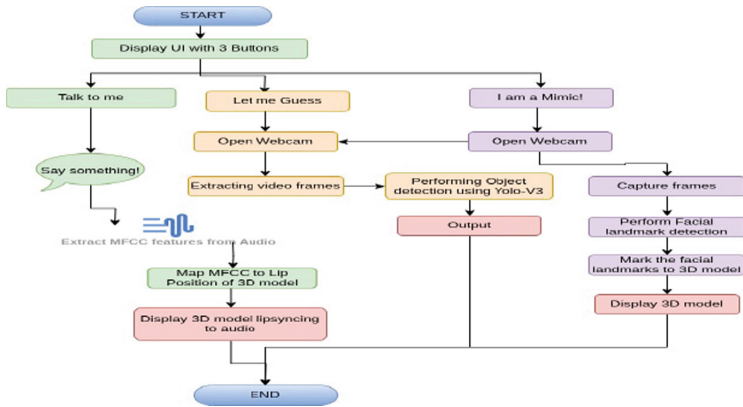 START
Display UI with 3 Buttons
Talk to me
Let me Guess
I am a Mimic!
Open Webcam
Open Webcam
Say something!
Extracting video frames
Performing Object
detection using Yolo-V3
Capture frames
Output
Perform Facial
landmark detection
Extract MFCC features from Audio
Mark the facial
landmarks to 3D model
Map MFCC to Lip
Position of 3D model
Display 3D model
Display 3D model lipsyncing
to audio
END